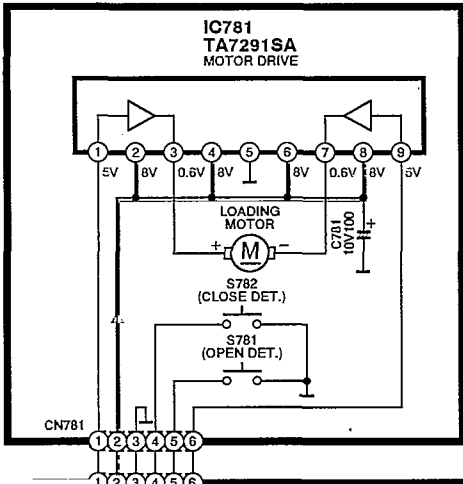 IC781
TA7291SA
MOTOR DRIVE
1 2 3 4 5 6 7 8 9
5V 8V 0.6V 8V 8V 0.6V 8V 5V
LOADING
MOTOR
+ M −
C781
10V100
+
S782
(CLOSE DET.)
S781
(OPEN DET.)
CN781
1 2 3 4 5 6
1 2 3 4 5 6